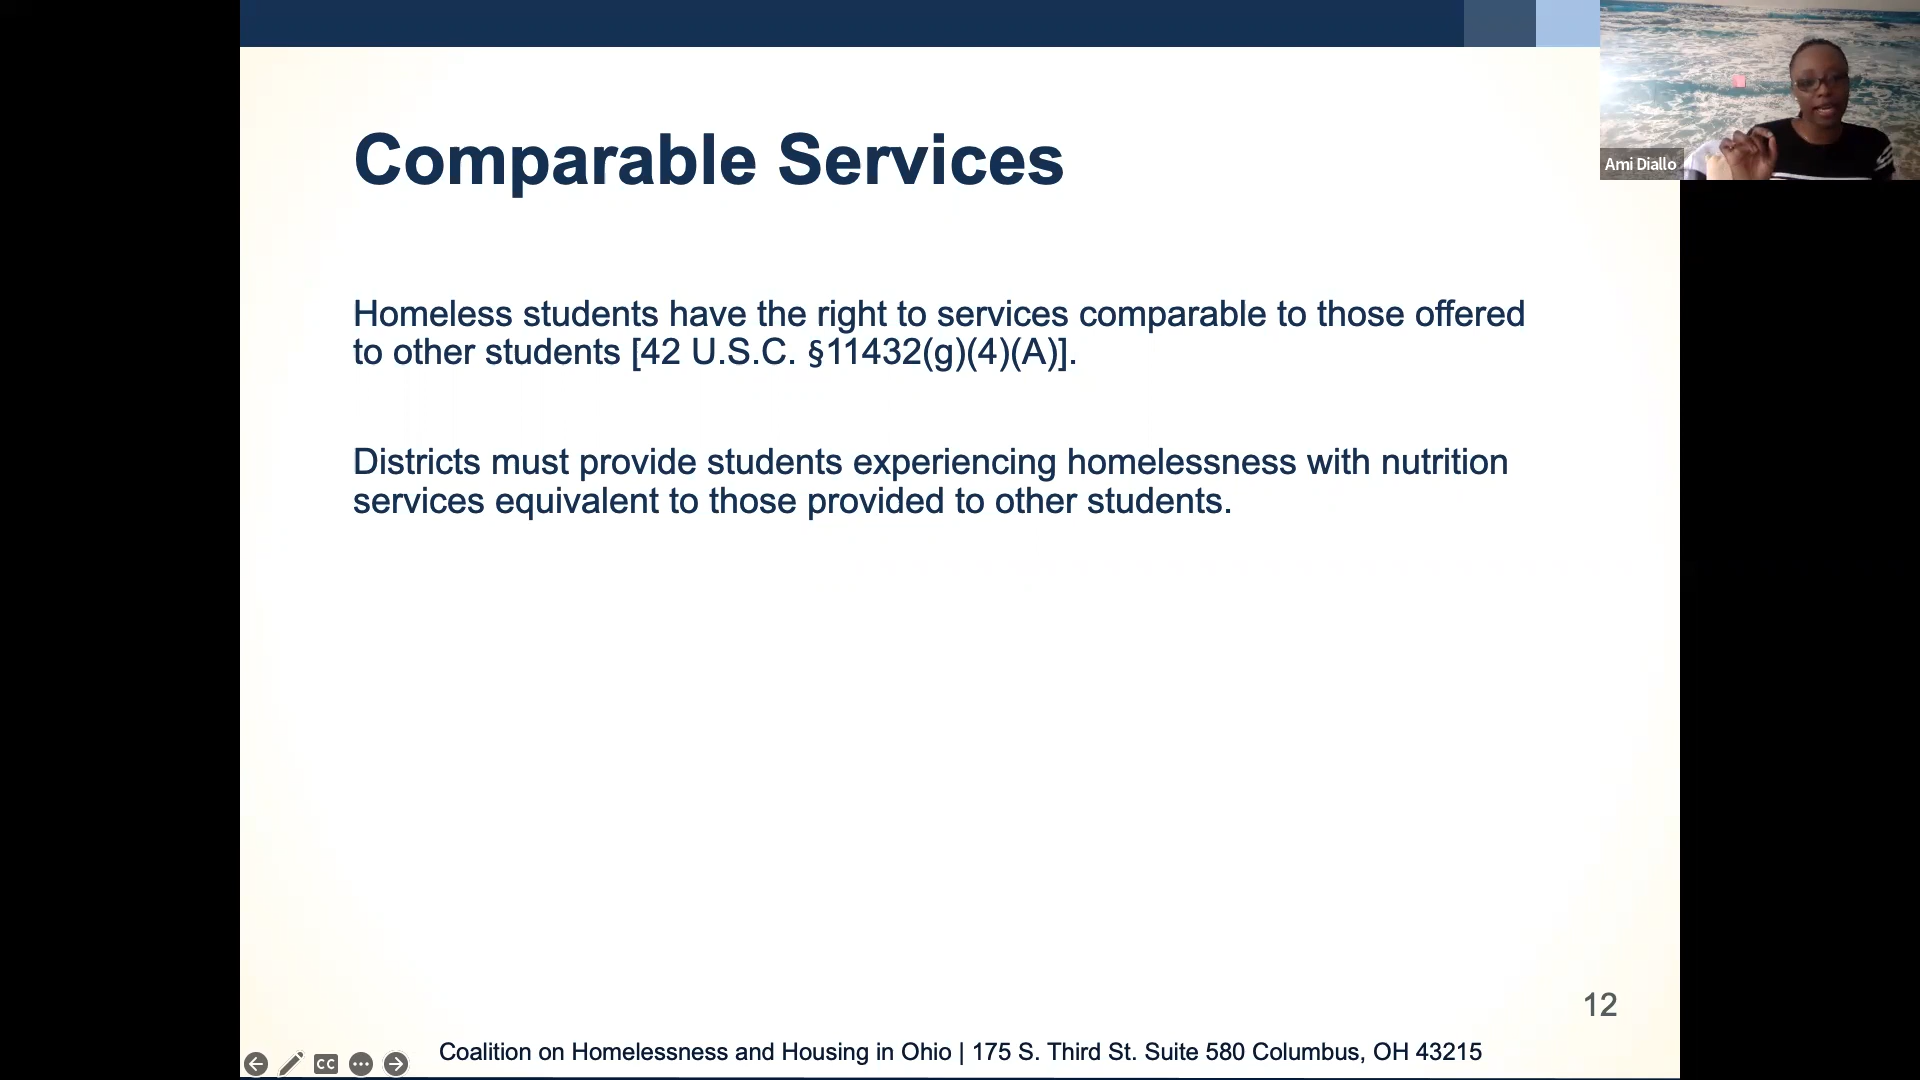 Comparable Services
Ami Diallo
Homeless students have the right to services comparable to those offered
to other students [42 U.S.C. §11432(g)(4)(A)].
Districts must provide students experiencing homelessness with nutrition
services equivalent to those provided to other students.
12
CC
Coalition on Homelessness and Housing in Ohio | 175 S. Third St. Suite 580 Columbus, OH 43215